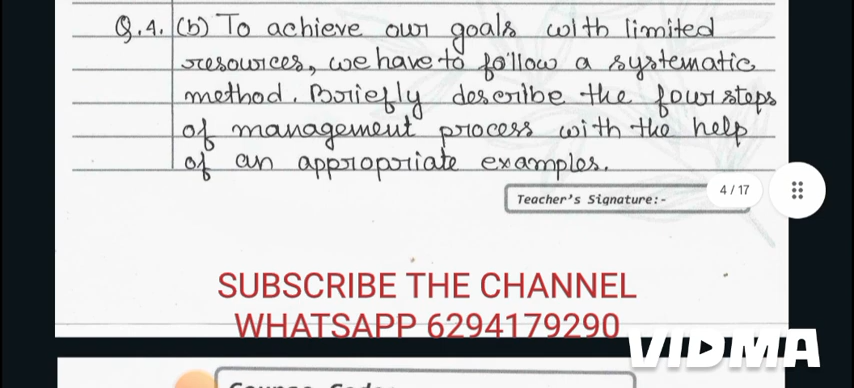 Q.4. (b) To achieve our goals with limited
resources, we have to follow a systematic
method. Briefly describe the four steps
of management process with the help
of an appropriate examples.
Teacher's Signature:-
4 / 17
SUBSCRIBE THE CHANNEL
WHATSAPP 6294179290
VIDMA